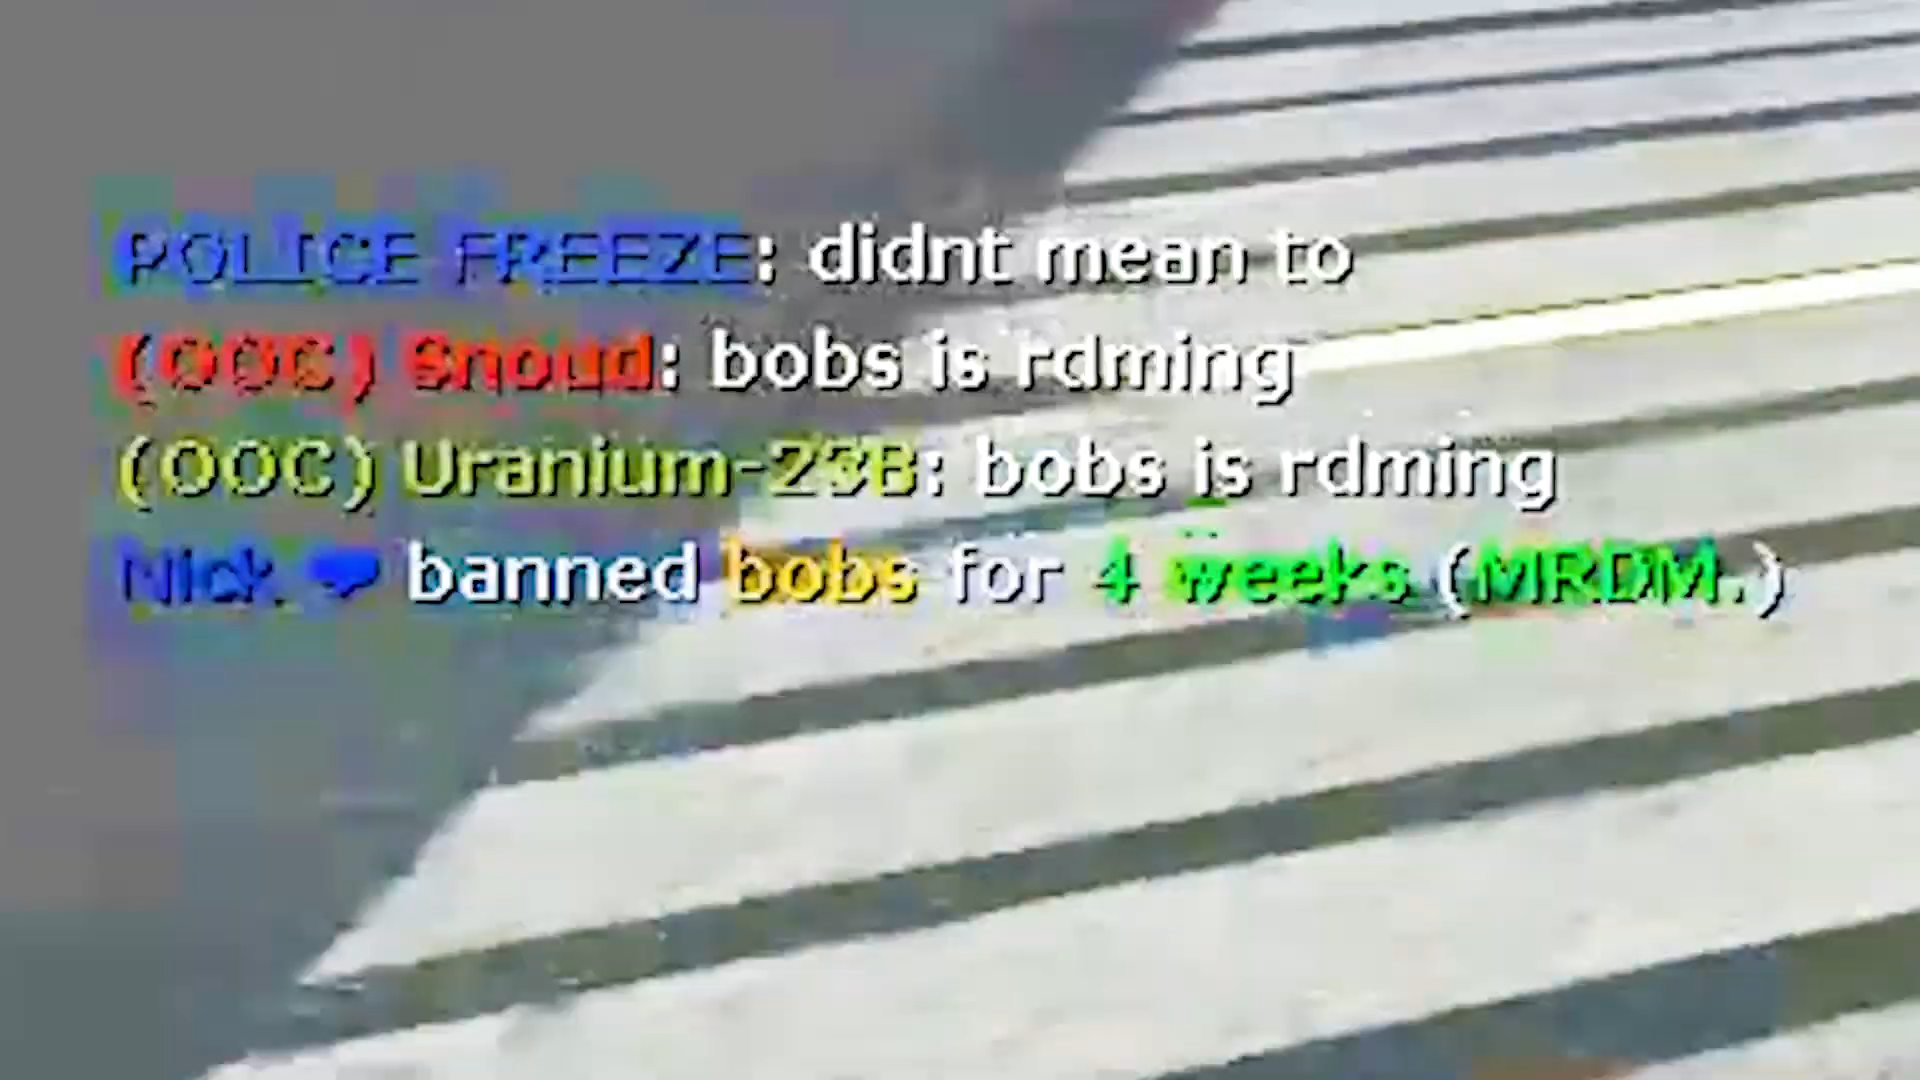 POLICE FREEZE: didnt mean to
(OOC) Snoud: bobs is rdming
(OOC) Uranium-238: bobs is rdming
Nick ❤ banned bobs for 4 weeks (MRDM.)